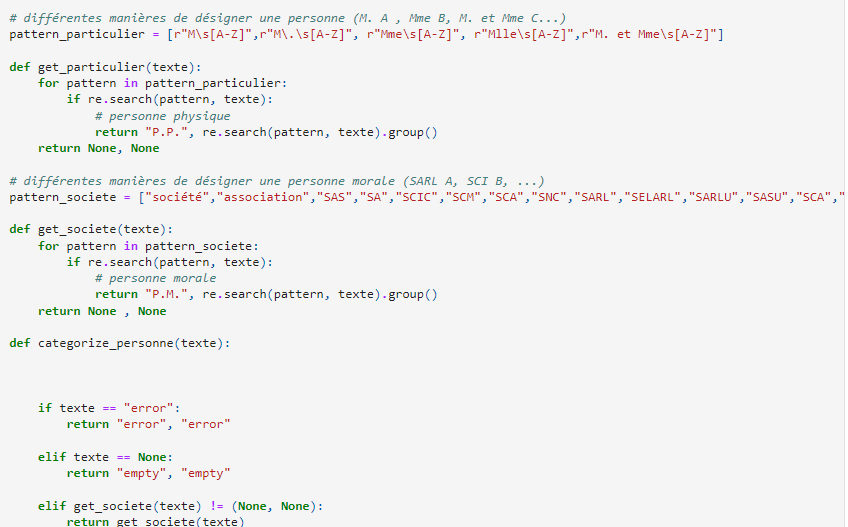 # différentes manières de désigner une personne (M. A , Mme B, M. et Mme C...)
pattern_particulier = [r"M\s[A-Z]",r"M\.\s[A-Z]", r"Mme\s[A-Z]", r"Mlle\s[A-Z]",r"M. et Mme\s[A-Z]"]
def get_particulier(texte):
for pattern in pattern_particulier:
if re.search(pattern, texte):
# personne physique
return "P.P.", re.search(pattern, texte).group()
return None, None
# différentes manières de désigner une personne morale (SARL A, SCI B, ...)
pattern_societe = ["société","association","SAS","SA","SCIC","SCM","SCA","SNC","SARL","SELARL","SARLU","SASU","SCA","
def get_societe(texte):
for pattern in pattern_societe:
if re.search(pattern, texte):
# personne morale
return "P.M.", re.search(pattern, texte).group()
return None , None
def categorize_personne(texte):
if texte == "error":
return "error", "error"
elif texte == None:
return "empty", "empty"
elif get_societe(texte) != (None, None):
return get_societe(texte)